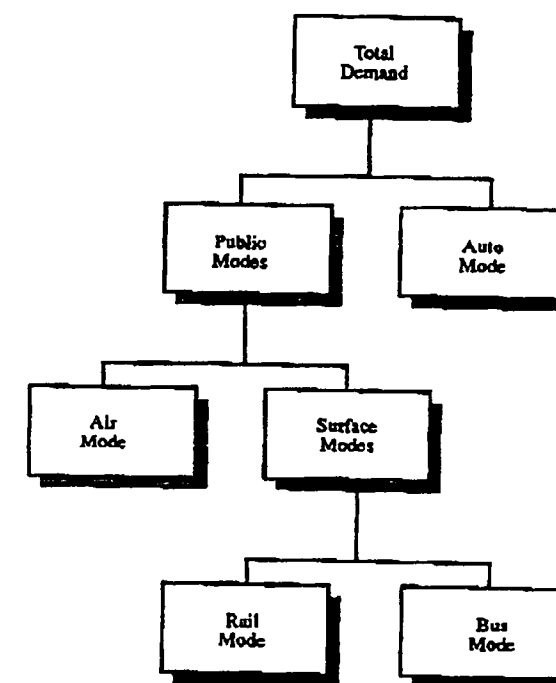 Total
Demand
Public
Modes
Auto
Mode
Air
Mode
Surface
Modes
Rail
Mode
Bus
Mode